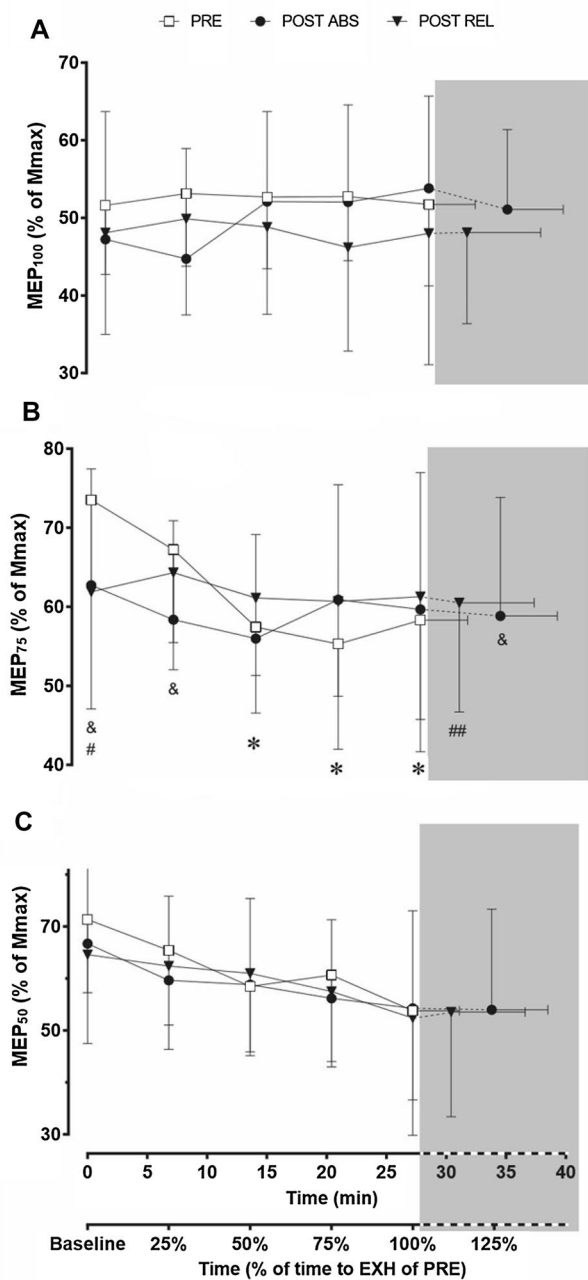 PRE POST ABS POST REL
A
70
60
50
40
30
MEP100 (% of Mmax)
B
80
70
60
50
40
MEP75 (% of Mmax)
&
#
&
*
*
*
##
&
C
70
50
30
MEP50 (% of Mmax)
0 5 10 15 20 25 30 35 40
Time (min)
Baseline 25% 50% 75% 100% 125%
Time (% of time to EXH of PRE)